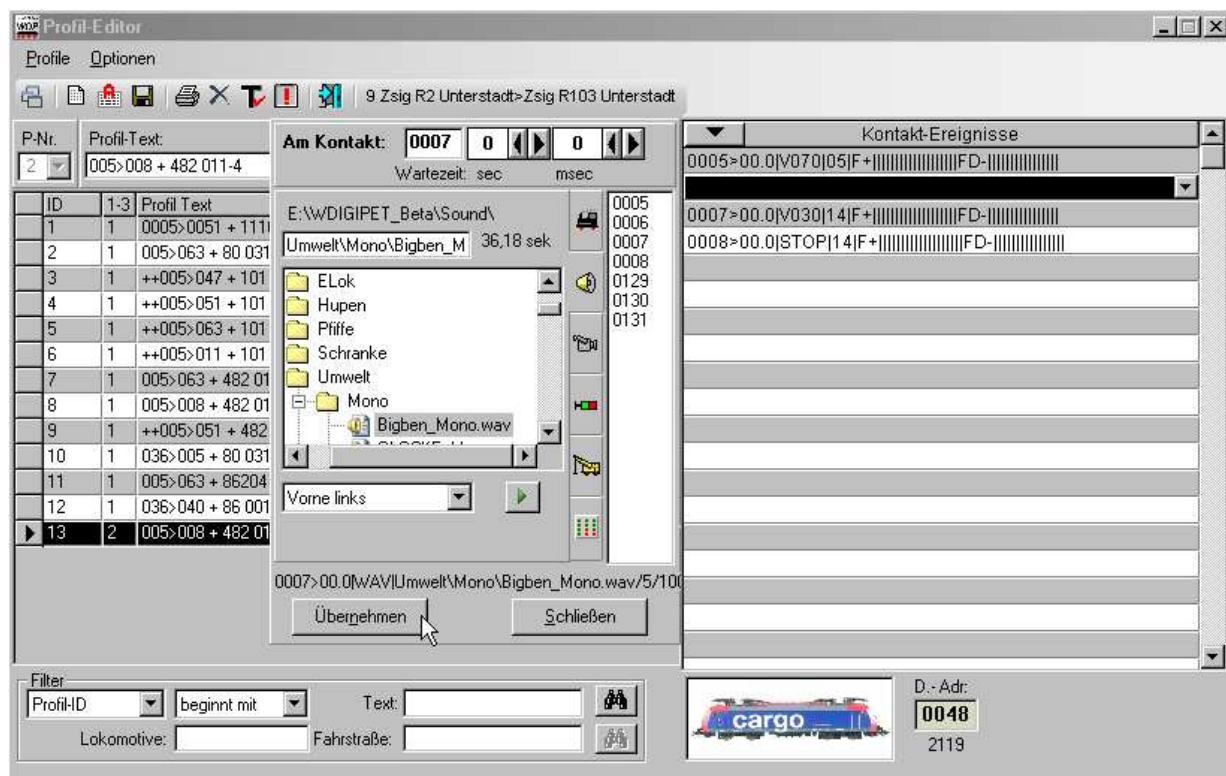 Profil-Editor
Profile Optionen
9 Zsig R2 Unterstadt>Zsig R103 Unterstadt
P-Nr. Profil-Text:
2 005>008 + 482 011-4
ID 1-3 Profil Text
1 1 0005>0051 + 111
2 1 005>063 + 80 031
3 1 ++005>047 + 101
4 1 ++005>051 + 101
5 1 ++005>063 + 101
6 1 ++005>011 + 101
7 1 005>063 + 482 01
8 1 005>008 + 482 01
9 1 ++005>051 + 482
10 1 036>005 + 80 031
11 1 005>063 + 86204
12 1 036>040 + 86 001
13 2 005>008 + 482 01
Am Kontakt: 0007 0 0
Wartezeit: sec msec
E:\WDIGIPET_Beta\Sound\
Umwelt\Mono\Bigben_M 36,18 sek
ELok
Hupen
Pfiffe
Schranke
Umwelt
Mono
Bigben_Mono.wav
Vorne links
0005
0006
0007
0008
0129
0130
0131
0007>00.0|WAV|Umwelt\Mono\Bigben_Mono.wav/5/100
Übernehmen Schließen
Kontakt-Ereignisse
0005>00.0|V070|05|F+||||||||||||||||||FD-|||||||||||||||
0007>00.0|V030|14|F+||||||||||||||||||FD-|||||||||||||||
0008>00.0|STOP|14|F+||||||||||||||||||FD-|||||||||||||||
Filter
Profil-ID beginnt mit Text:
Lokomotive: Fahrstraße:
cargo
D.-Adr:
0048
2119